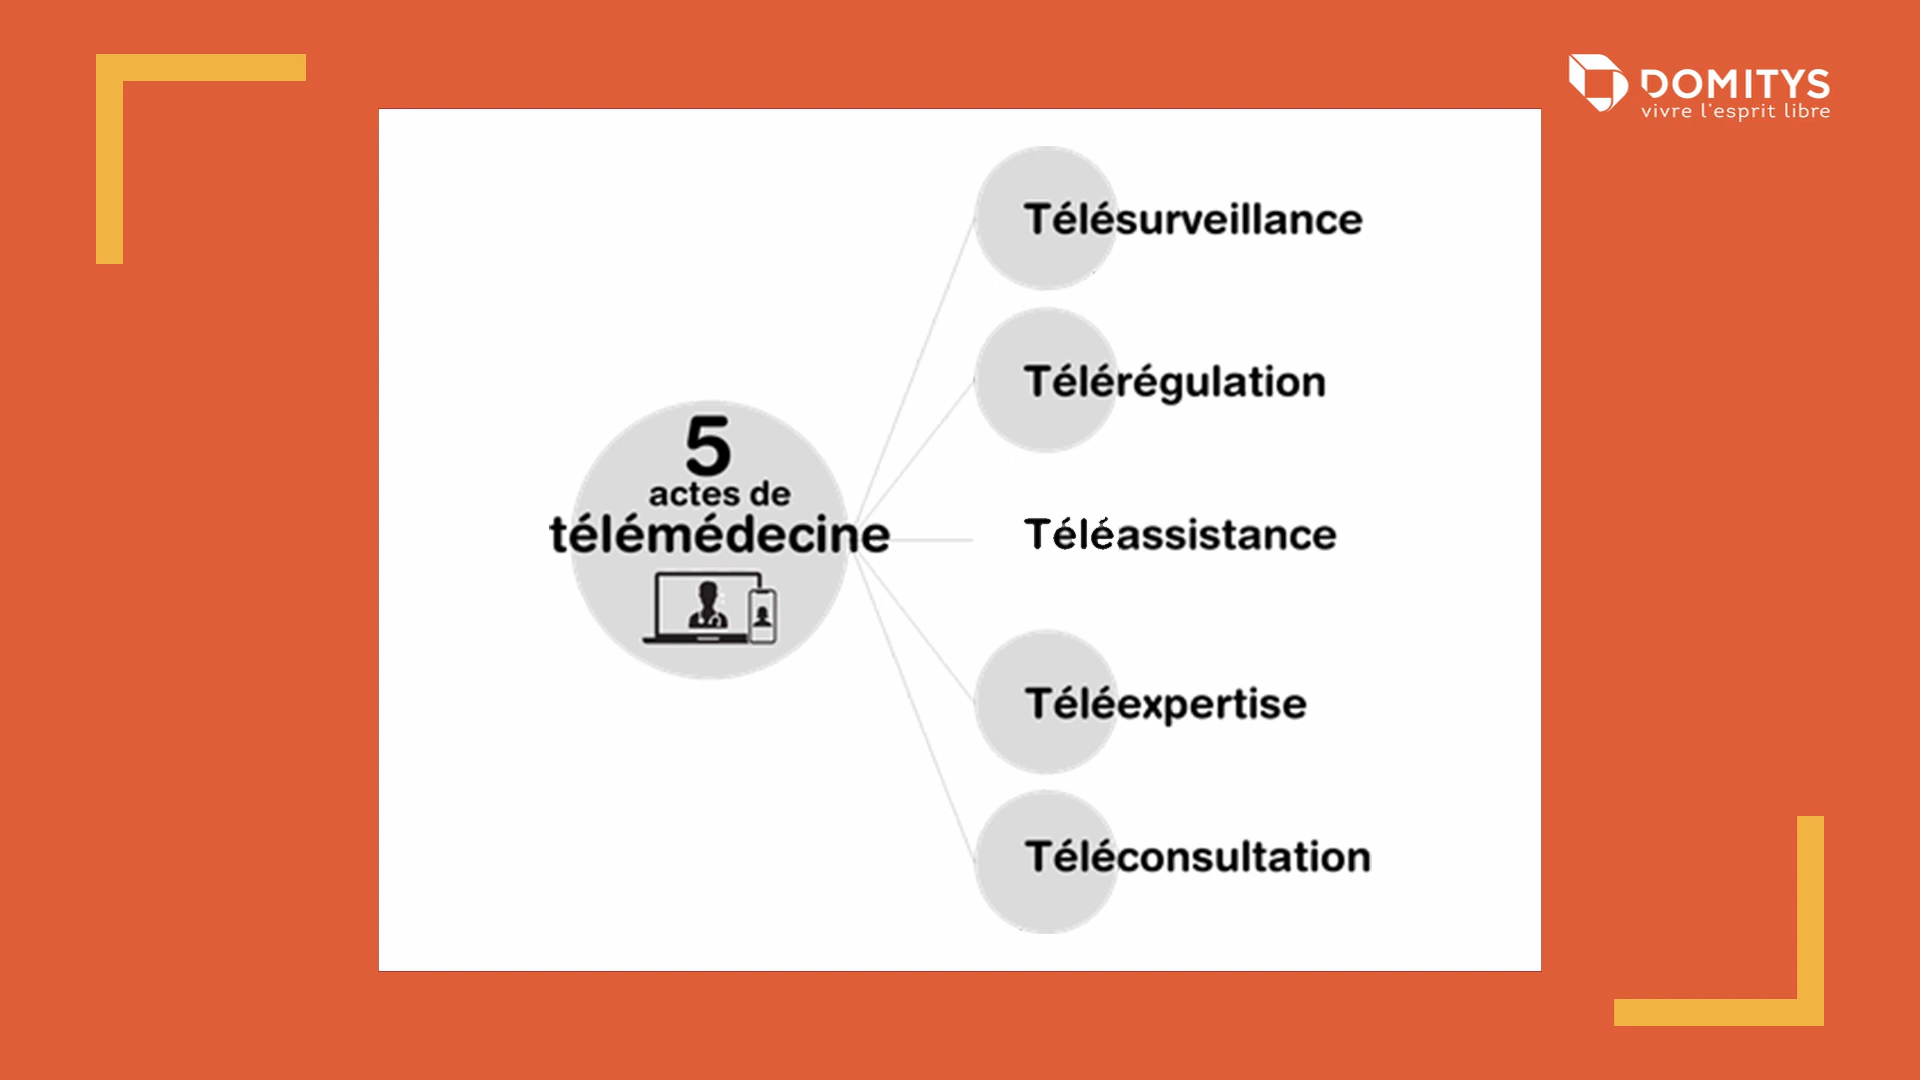 DOMITYS
vivre l'esprit libre
5
actes de
télémédecine
Télésurveillance
Télérégulation
Téléassistance
Téléexpertise
Téléconsultation